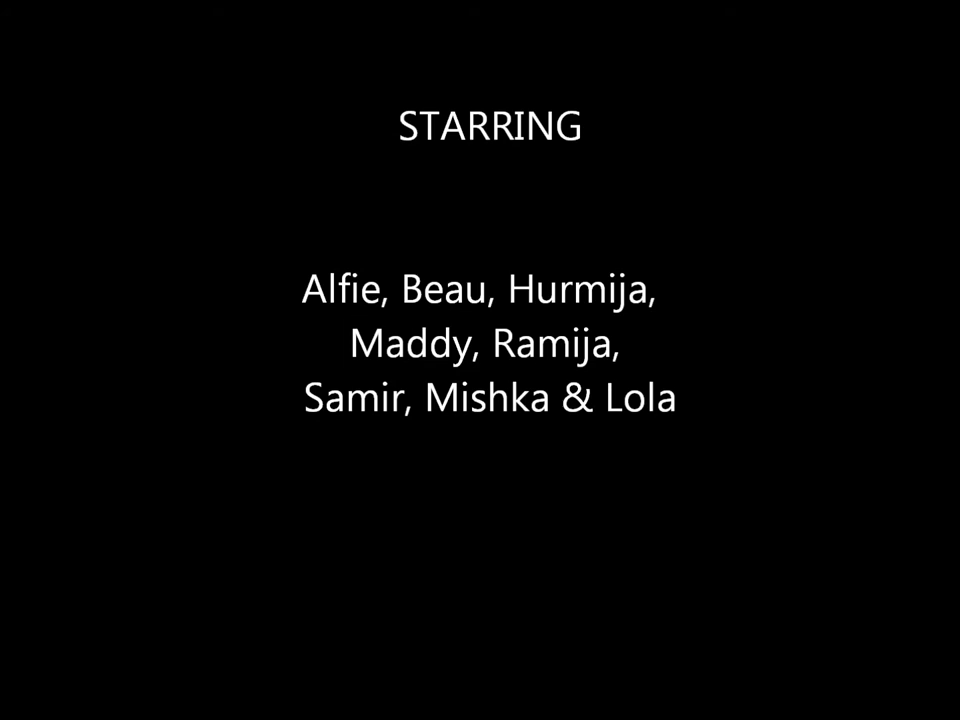 STARRING
Alfie, Beau, Hurmija,
Maddy, Ramija,
Samir, Mishka & Lola